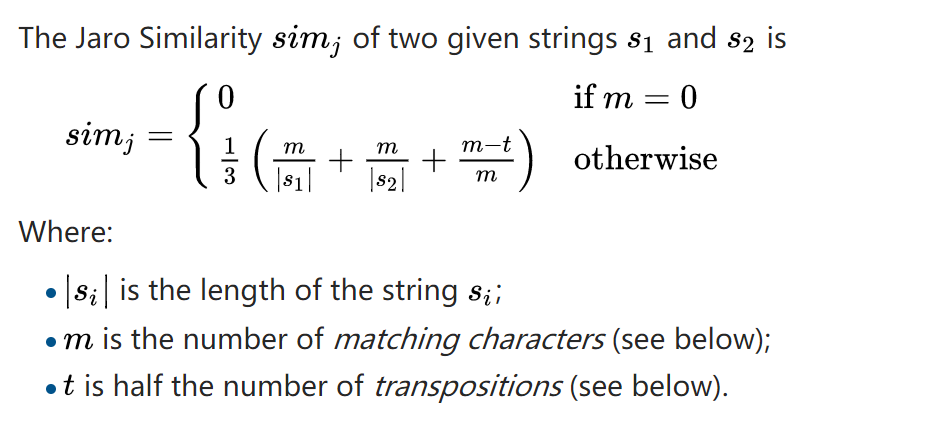 The Jaro Similarity $sim_j$ of two given strings $s_1$ and $s_2$ is
$sim_j = \begin{cases} 0 & \text{if } m = 0 \\ \frac{1}{3}\left(\frac{m}{|s_1|} + \frac{m}{|s_2|} + \frac{m-t}{m}\right) & \text{otherwise} \end{cases}$
Where:
• $|s_i|$ is the length of the string $s_i$;
• $m$ is the number of matching characters (see below);
• $t$ is half the number of transpositions (see below).